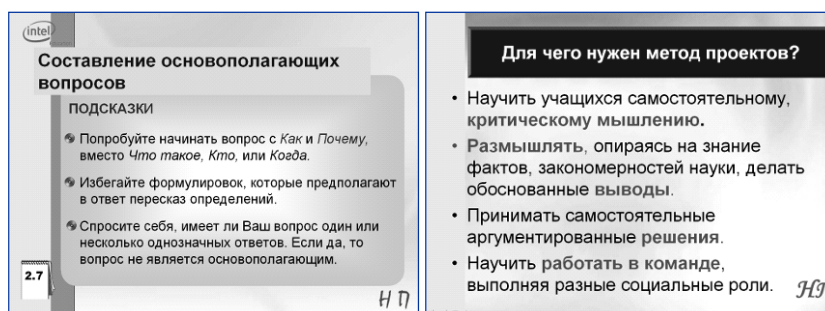 intel
Составление основополагающих
вопросов
ПОДСКАЗКИ
Попробуйте начинать вопрос с Как и Почему,
вместо Что такое, Кто, или Когда.
Избегайте формулировок, которые предполагают
в ответ пересказ определений.
Спросите себя, имеет ли Ваш вопрос один или
несколько однозначных ответов. Если да, то
вопрос не является основополагающим.
2.7
Н П
Для чего нужен метод проектов?
• Научить учащихся самостоятельному,
критическому мышлению.
• Размышлять, опираясь на знание
фактов, закономерностей науки, делать
обоснованные выводы.
• Принимать самостоятельные
аргументированные решения.
• Научить работать в команде,
выполняя разные социальные роли.
НП